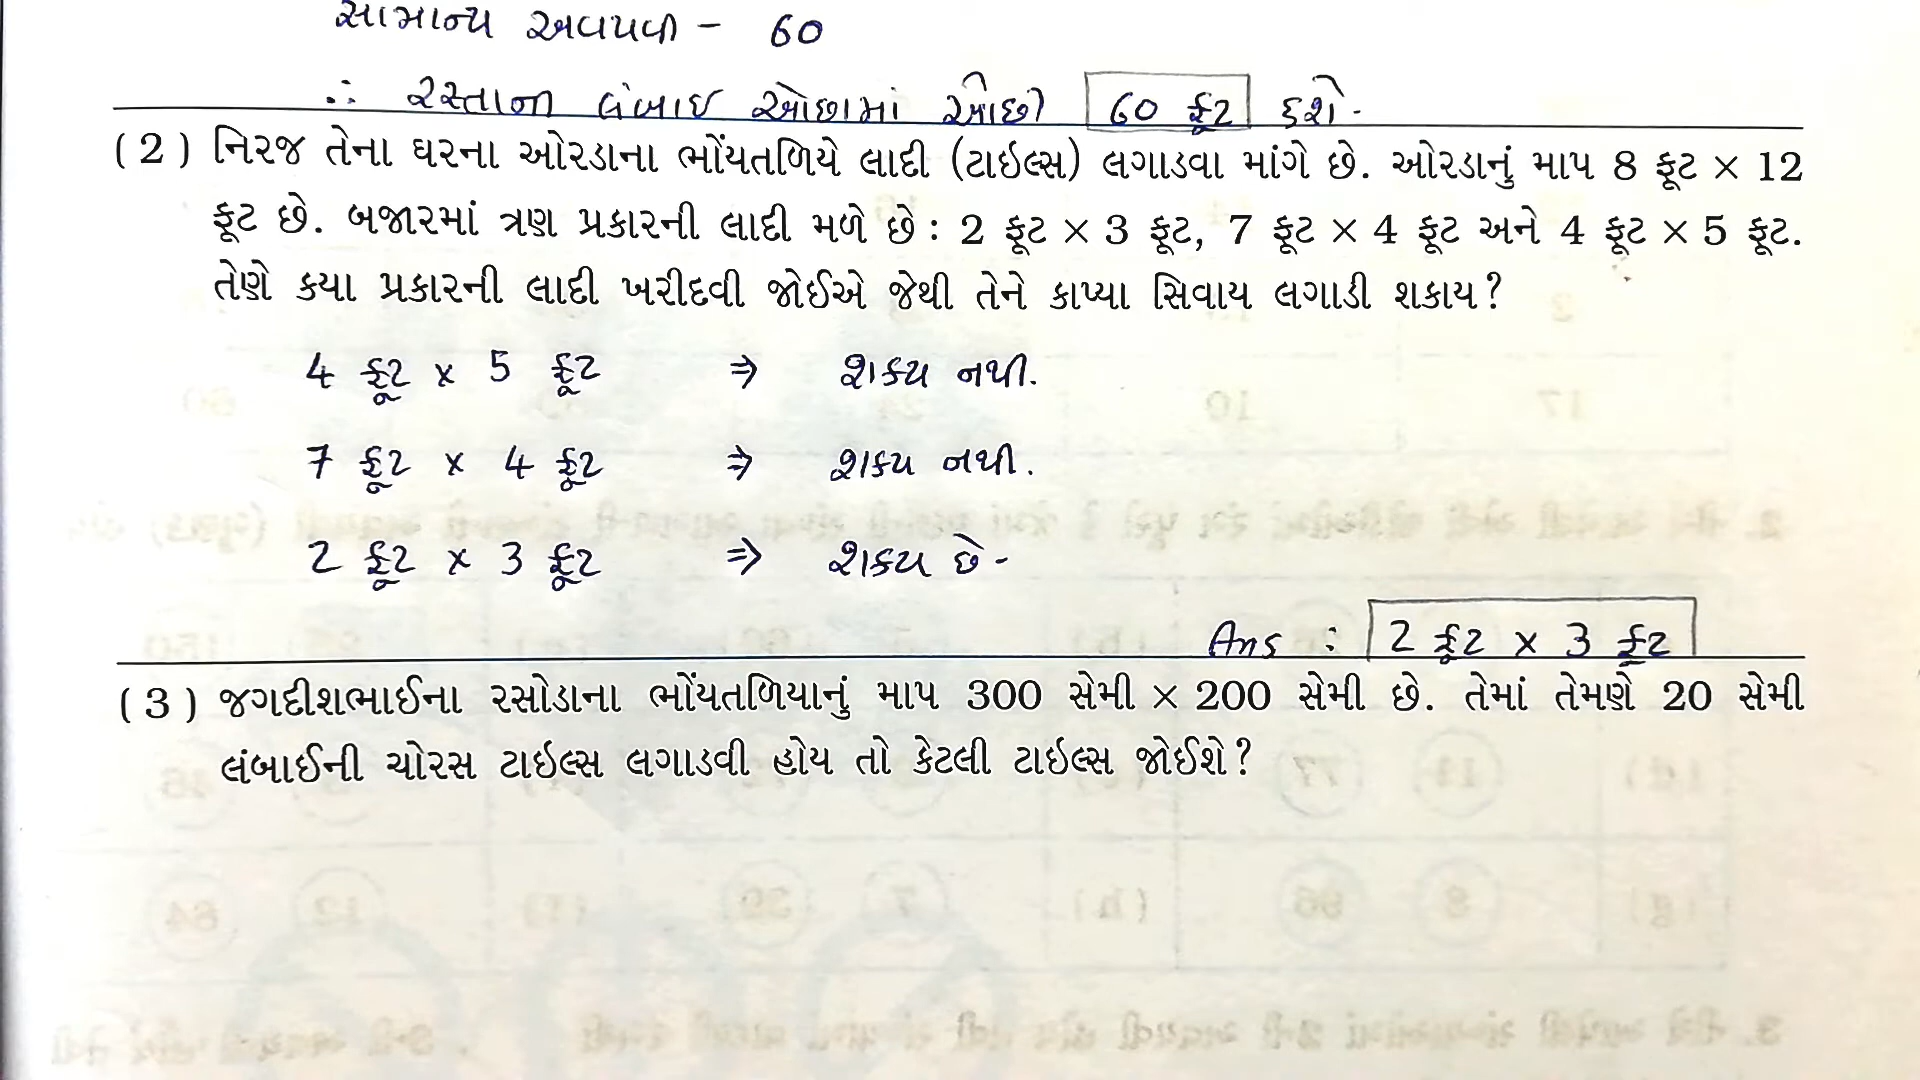 સામાન્ય અવયવી - 60
∴ રસ્તાની લંબાઇ ઓછામાં ઓછી 60 ફૂટ હશે.
(2) નિરજ તેના ઘરના ઓરડાના ભોંયતળિયે લાદી (ટાઇલ્સ) લગાડવા માંગે છે. ઓરડાનું માપ 8 ફૂટ × 12
ફૂટ છે. બજારમાં ત્રણ પ્રકારની લાદી મળે છે : 2 ફૂટ × 3 ફૂટ, 7 ફૂટ × 4 ફૂટ અને 4 ફૂટ × 5 ફૂટ.
તેણે કયા પ્રકારની લાદી ખરીદવી જોઈએ જેથી તેને કાપ્યા સિવાય લગાડી શકાય?
4 ફૂટ x 5 ફૂટ ⇒ શક્ય નથી.
7 ફૂટ x 4 ફૂટ ⇒ શક્ય નથી.
2 ફૂટ x 3 ફૂટ ⇒ શક્ય છે.
Ans : 2 ફૂટ x 3 ફૂટ
(3) જગદીશભાઈના રસોડાના ભોંયતળિયાનું માપ 300 સેમી × 200 સેમી છે. તેમાં તેમણે 20 સેમી
લંબાઈની ચોરસ ટાઇલ્સ લગાડવી હોય તો કેટલી ટાઇલ્સ જોઈશે?